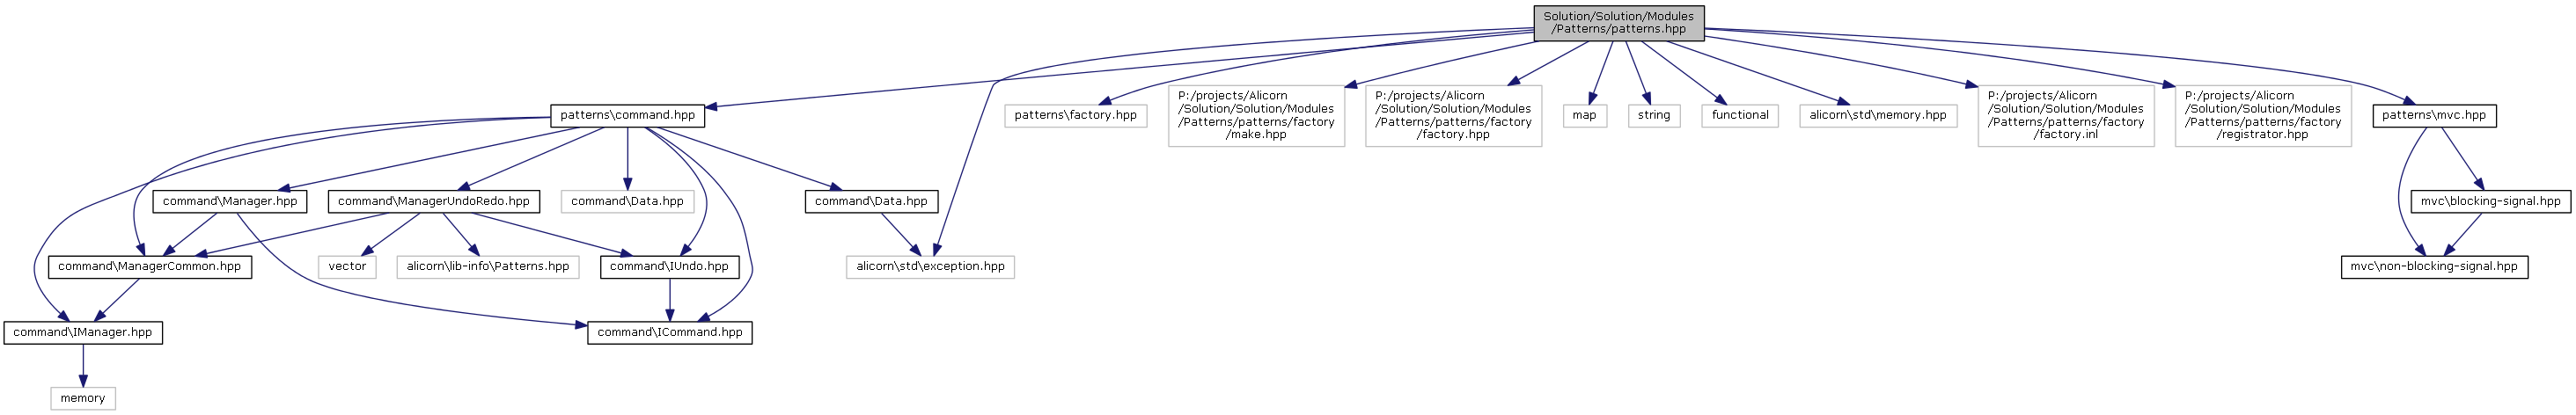 Solution/Solution/Modules
/Patterns/patterns.hpp
patterns\command.hpp
patterns\factory.hpp
P:/projects/Alicorn
/Solution/Solution/Modules
/Patterns/patterns/factory
/make.hpp
P:/projects/Alicorn
/Solution/Solution/Modules
/Patterns/patterns/factory
/factory.hpp
map
string
functional
alicorn\std\memory.hpp
P:/projects/Alicorn
/Solution/Solution/Modules
/Patterns/patterns/factory
/factory.inl
P:/projects/Alicorn
/Solution/Solution/Modules
/Patterns/patterns/factory
/registrator.hpp
patterns\mvc.hpp
command\Manager.hpp
command\ManagerUndoRedo.hpp
command\Data.hpp
command\Data.hpp
mvc\blocking-signal.hpp
command\ManagerCommon.hpp
vector
alicorn\lib-info\Patterns.hpp
command\IUndo.hpp
alicorn\std\exception.hpp
mvc\non-blocking-signal.hpp
command\IManager.hpp
command\ICommand.hpp
memory